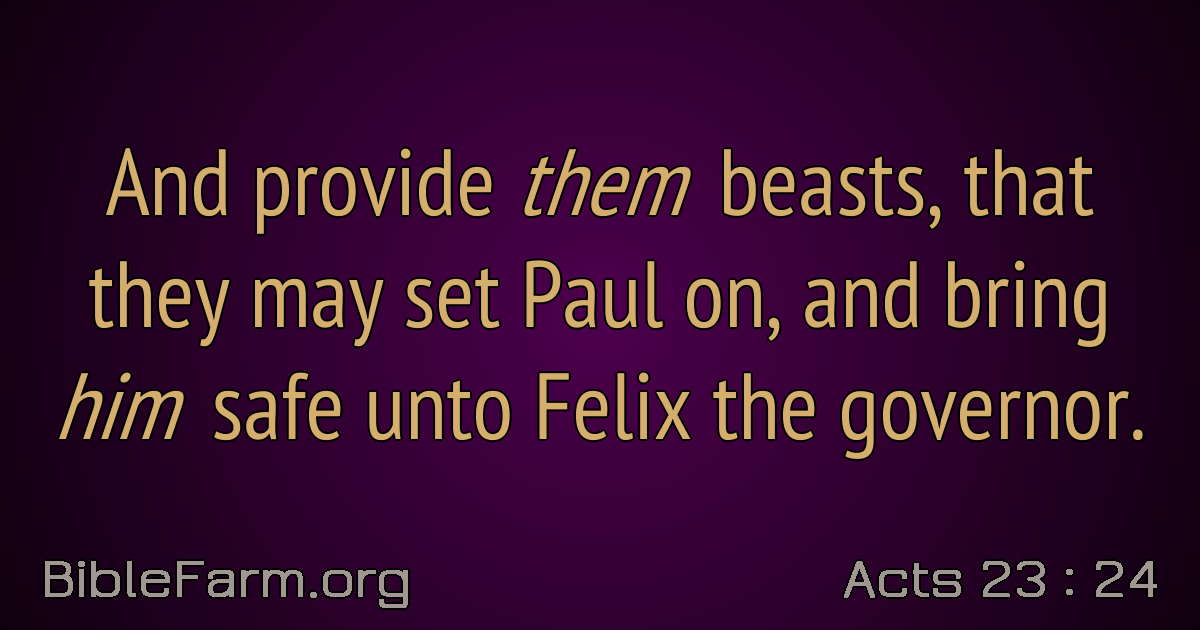 And provide them beasts, that
they may set Paul on, and bring
him safe unto Felix the governor.
BibleFarm.org
Acts 23 : 24